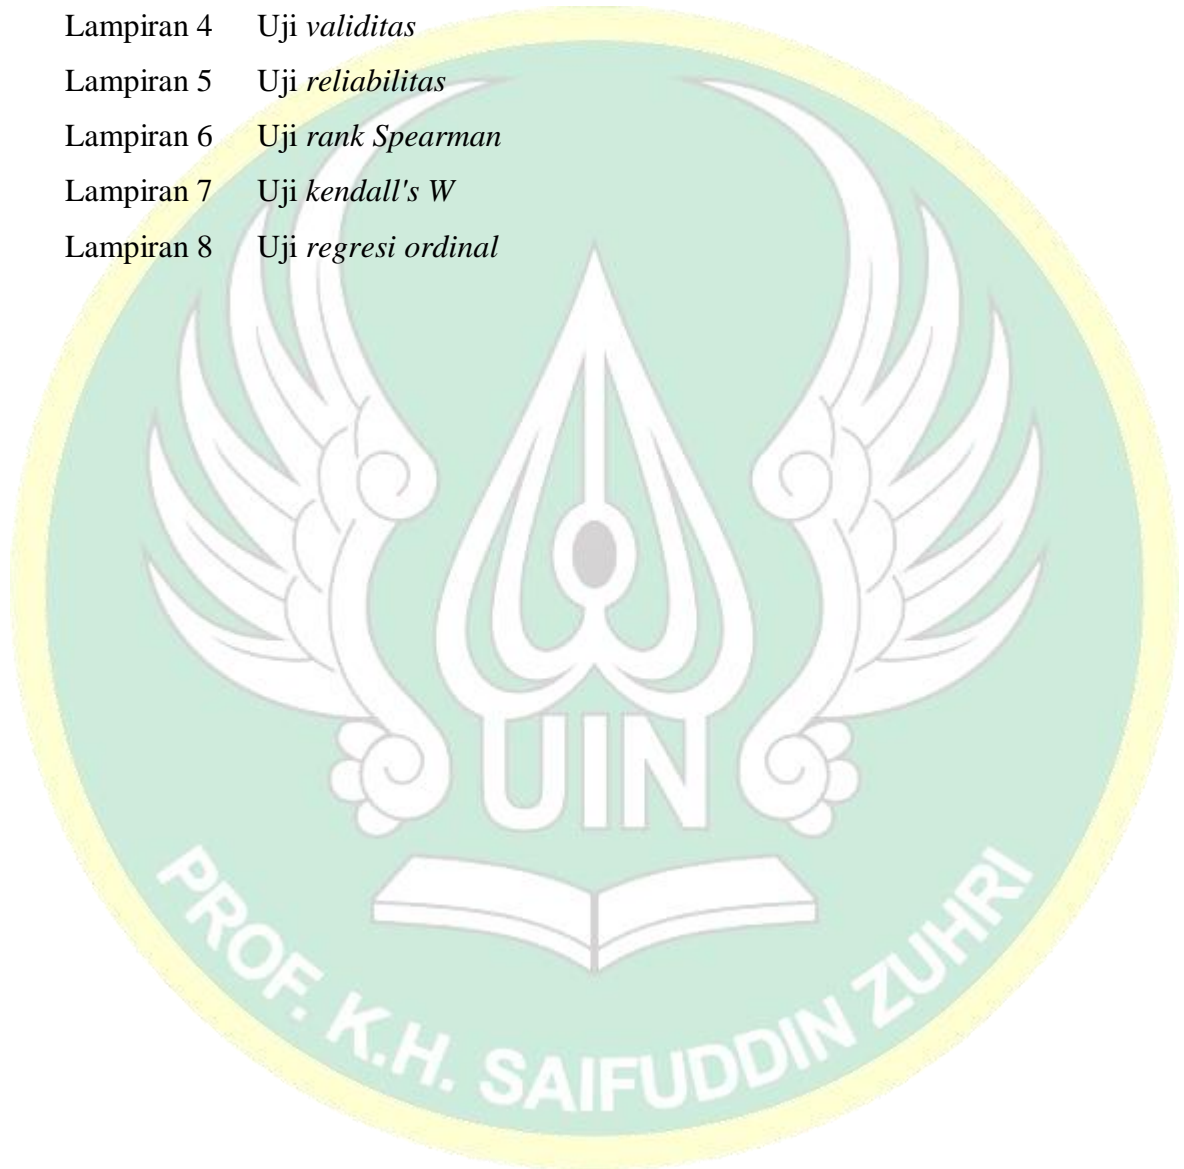 Lampiran 4 Uji validitas
Lampiran 5 Uji reliabilitas
Lampiran 6 Uji rank Spearman
Lampiran 7 Uji kendall's W
Lampiran 8 Uji regresi ordinal
UIN
PROF. K.H. SAIFUDDIN ZUHRI